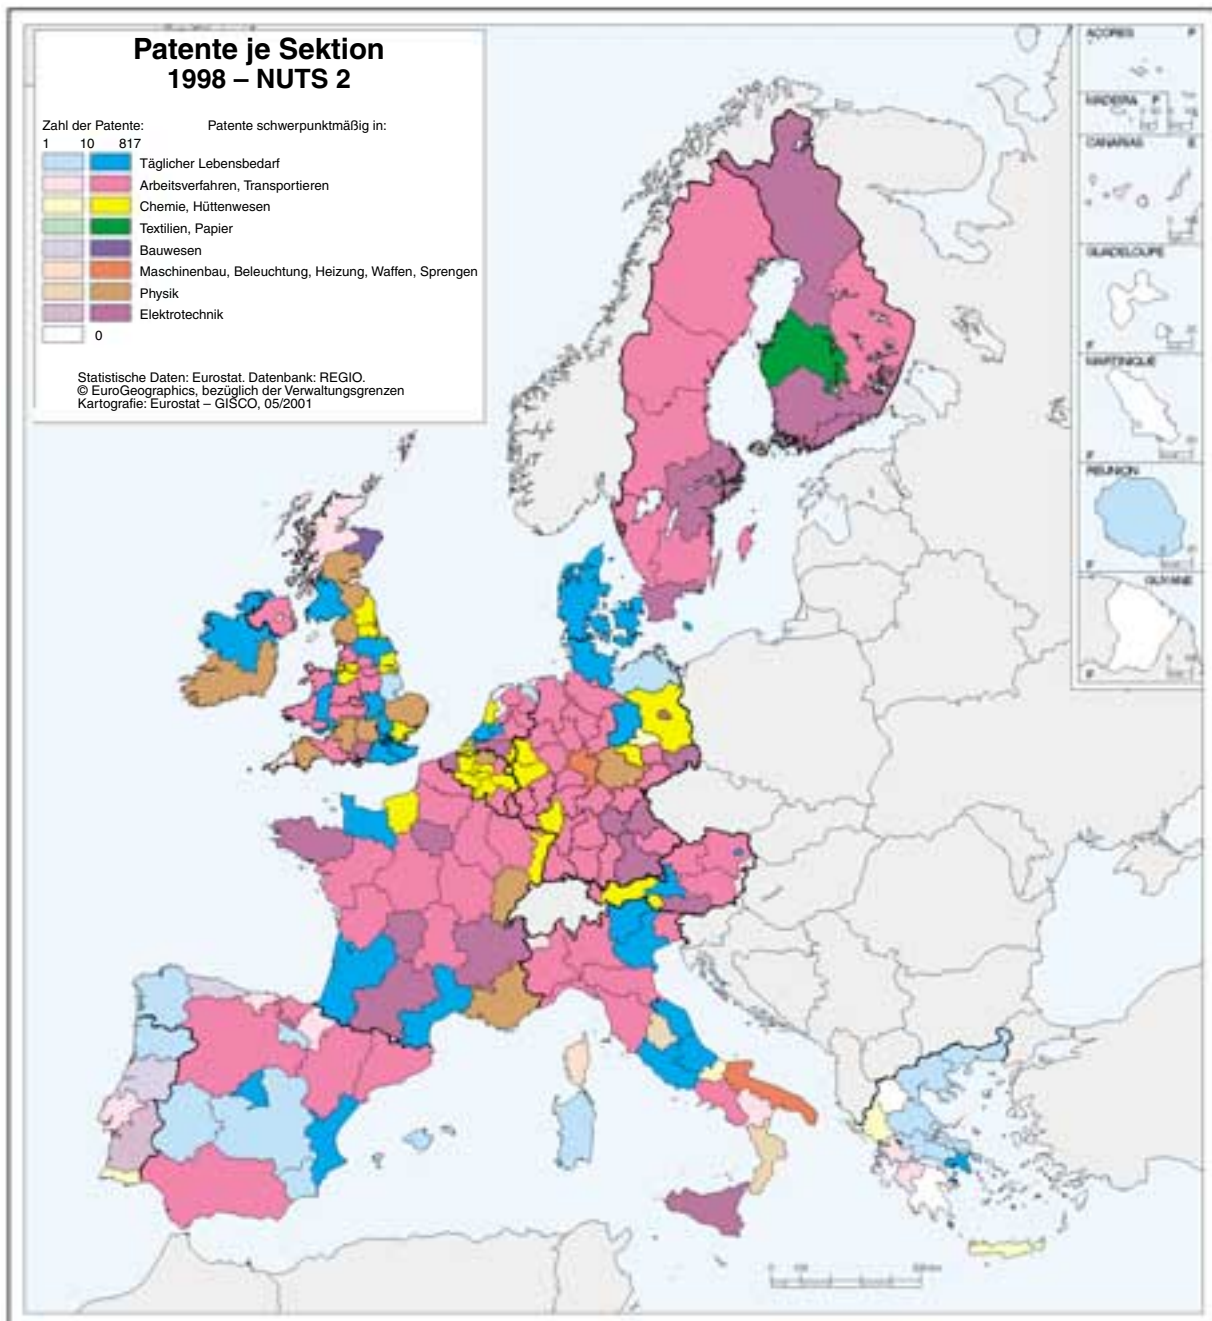 Patente je Sektion
1998 – NUTS 2
Zahl der Patente: Patente schwerpunktmäßig in:
1 10 817
Täglicher Lebensbedarf
Arbeitsverfahren, Transportieren
Chemie, Hüttenwesen
Textilien, Papier
Bauwesen
Maschinenbau, Beleuchtung, Heizung, Waffen, Sprengen
Physik
Elektrotechnik
0
Statistische Daten: Eurostat. Datenbank: REGIO.
© EuroGeographics, bezüglich der Verwaltungsgrenzen
Kartografie: Eurostat – GISCO, 05/2001
AÇORES P
MADEIRA P
CANARIAS E
GUADELOUPE
F
MARTINIQUE
F
REUNION
F
GUYANE
F